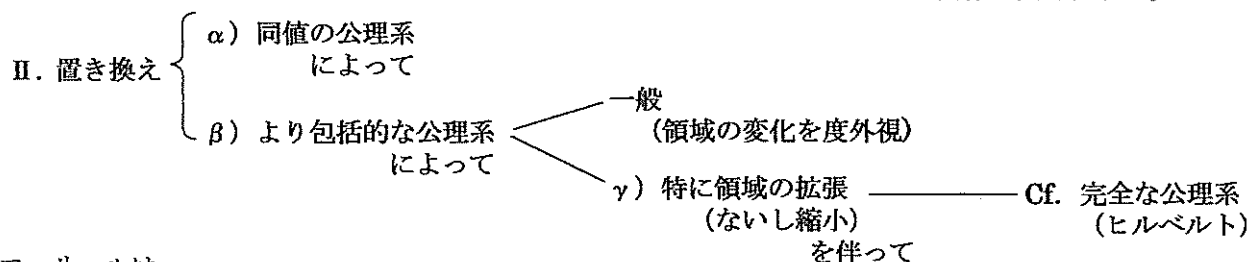 II. 置き換え
α) 同値の公理系
によって
β) より包括的な公理系
によって
一般
(領域の変化を度外視)
γ) 特に領域の拡張
(ないし縮小)
を伴って
Cf. 完全な公理系
(ヒルベルト)